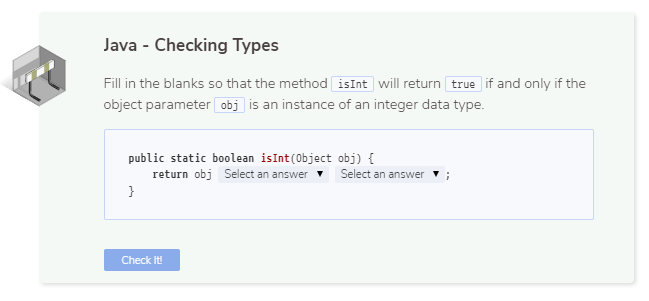 Java - Checking Types
Fill in the blanks so that the method isInt will return true if and only if the
object parameter obj is an instance of an integer data type.
public static boolean isInt(Object obj) {
return obj Select an answer ▼ Select an answer ▼ ;
}
Check It!